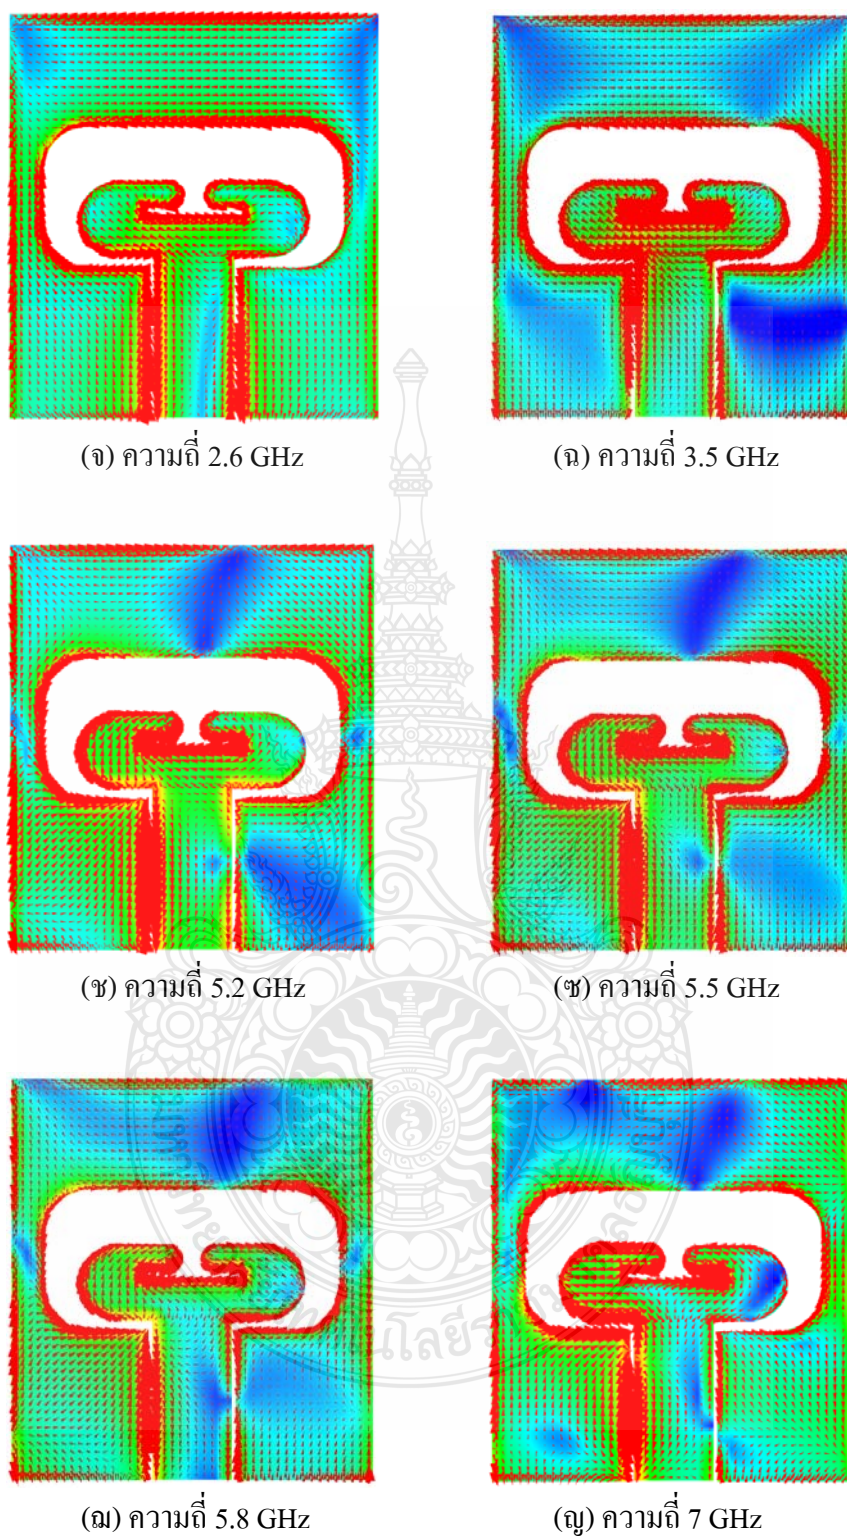 (จ) ความถี่ 2.6 GHz
(ฉ) ความถี่ 3.5 GHz
(ช) ความถี่ 5.2 GHz
(ซ) ความถี่ 5.5 GHz
(ฌ) ความถี่ 5.8 GHz
(ญ) ความถี่ 7 GHz